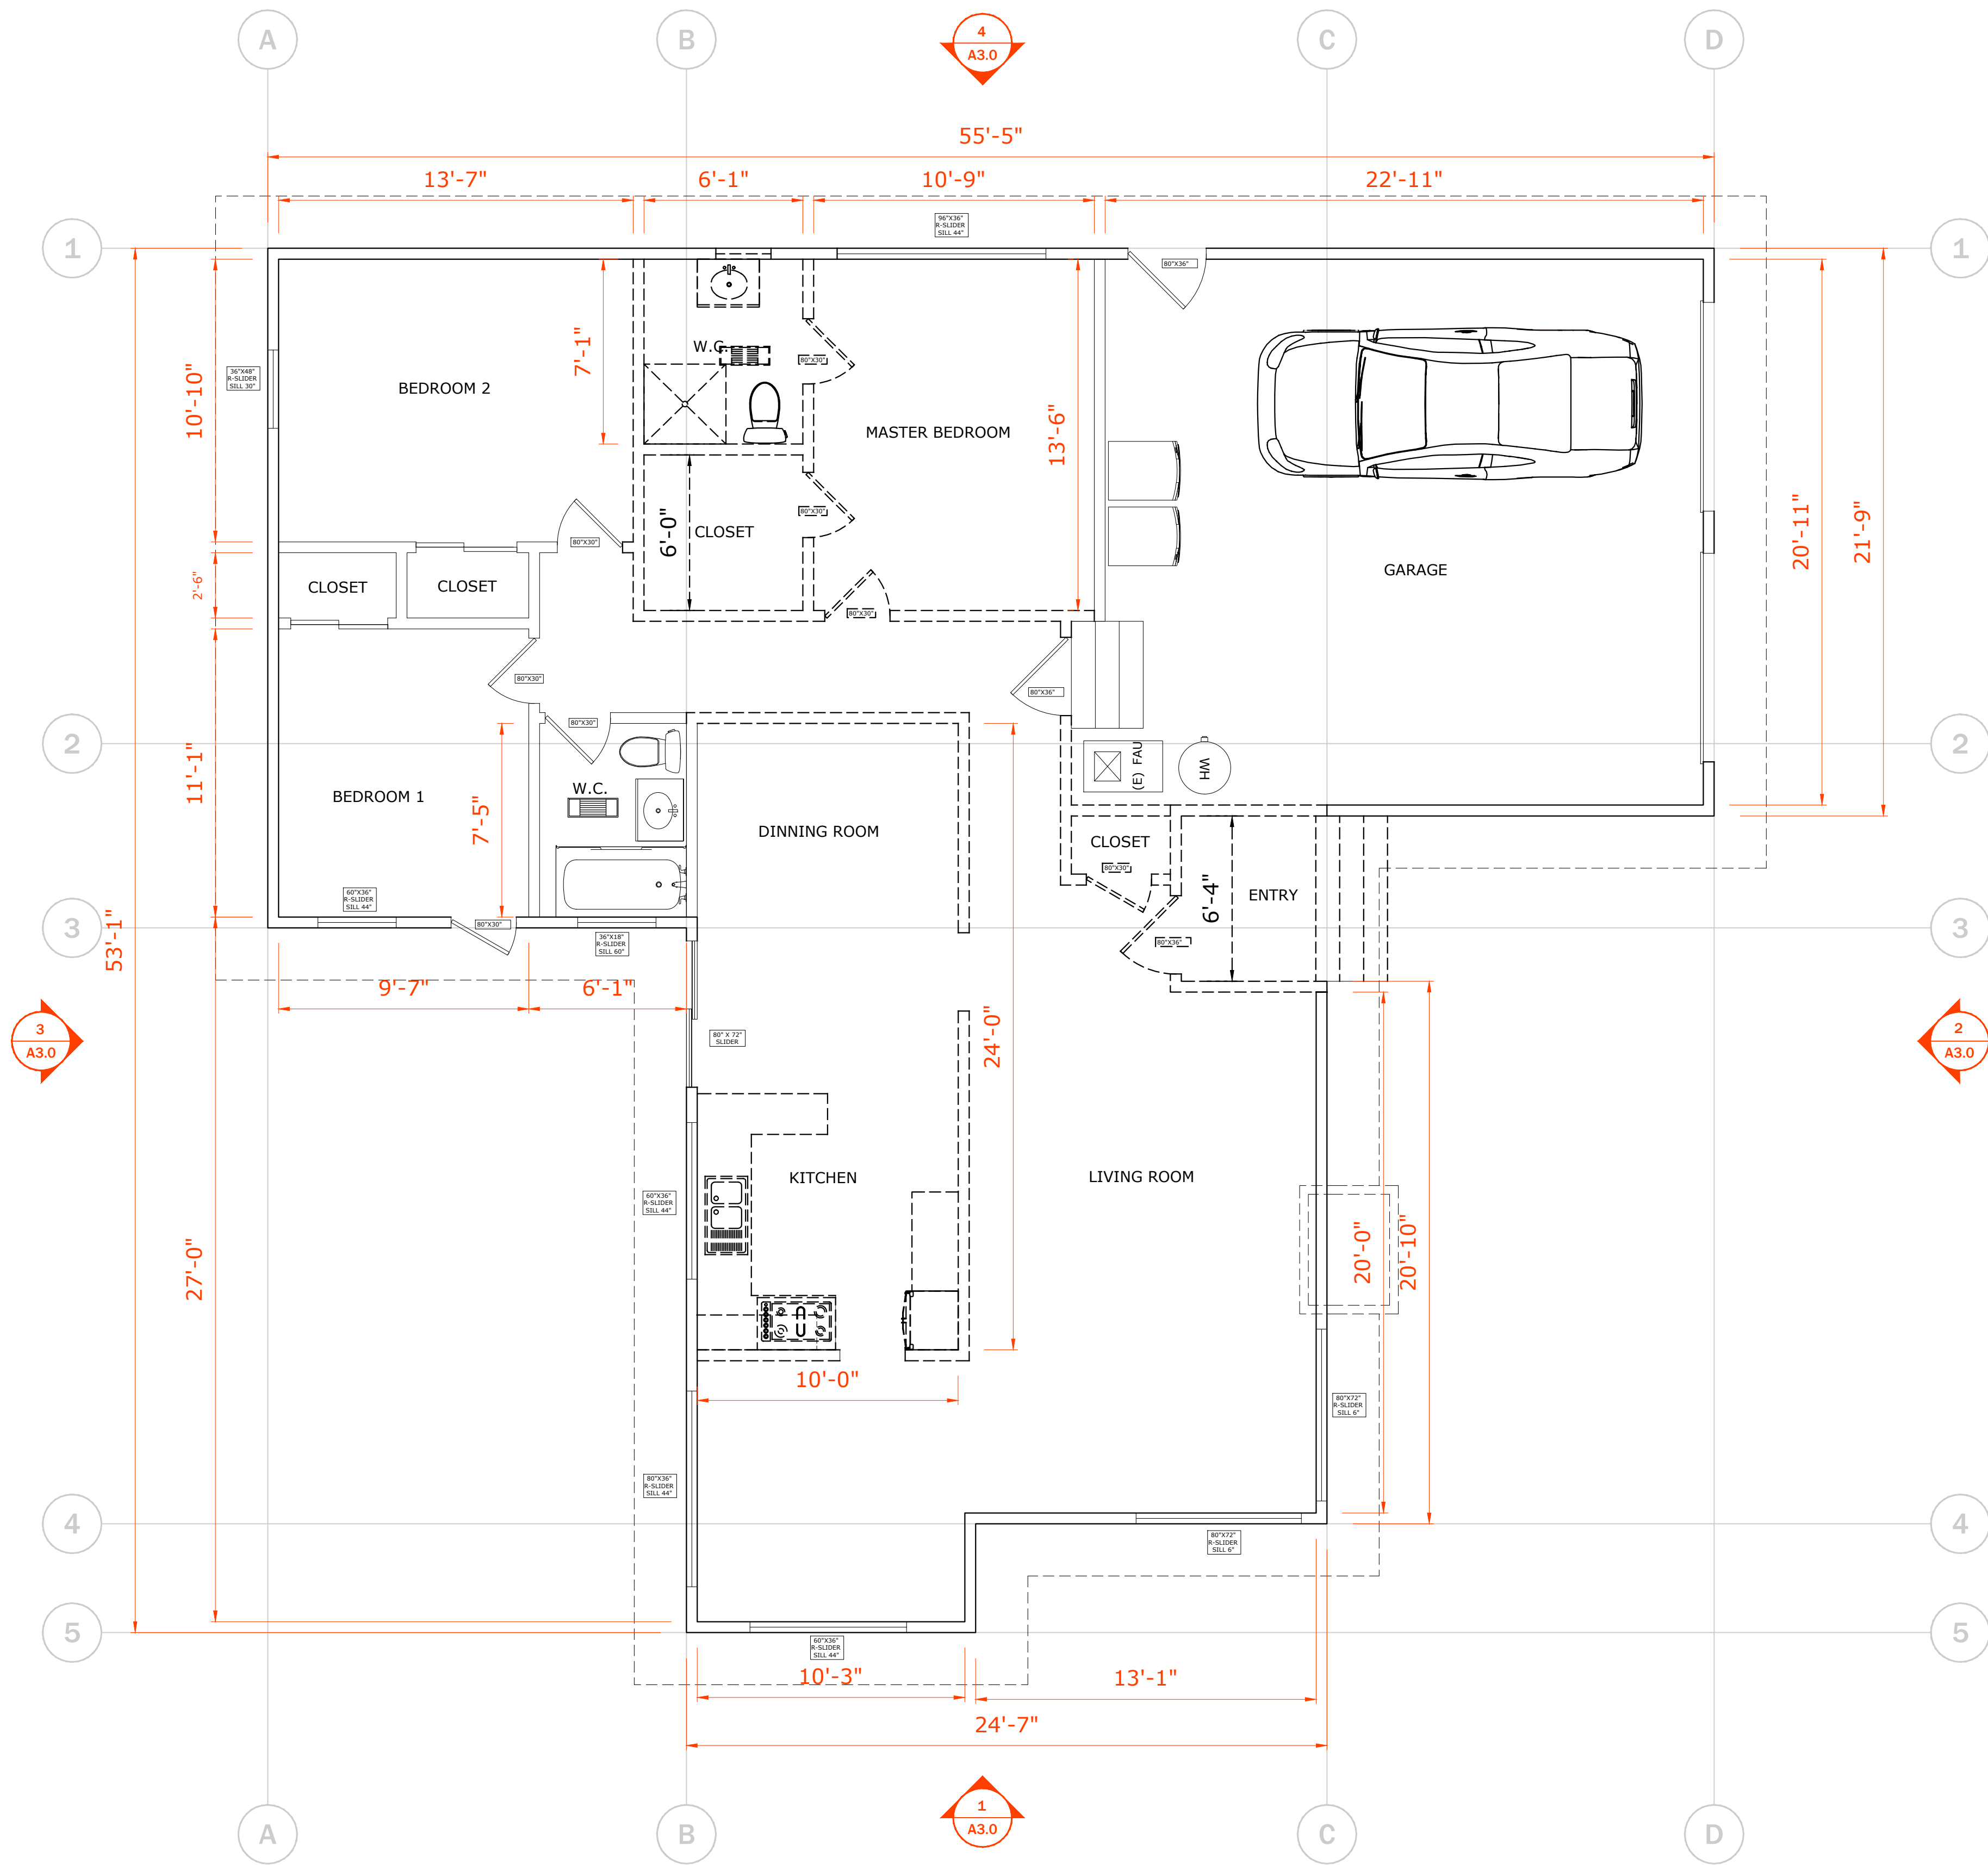 A
B
4
A3.0
C
D
55'-5"
13'-7"
6'-1"
10'-9"
22'-11"
96"X36"
R-SLIDER
SILL 44"
1
1
80"X36"
7'-1"
W.C.
80"X30"
36"X48"
R-SLIDER
SILL 30"
10'-10"
BEDROOM 2
MASTER BEDROOM
13'-6"
80"X30"
6'-0"
CLOSET
20'-11"
21'-9"
80"X30"
GARAGE
2'-6"
CLOSET
CLOSET
80"X30"
80"X30"
80"X36"
80"X30"
2
2
11'-1"
(E) FAU
WH
BEDROOM 1
7'-5"
W.C.
DINNING ROOM
CLOSET
80"X30"
60"X36"
R-SLIDER
SILL 44"
6'-4"
ENTRY
3
53'-1"
80"X30"
36"X18"
R-SLIDER
SILL 60"
80"X36"
3
9'-7"
6'-1"
3
A3.0
80" X 72"
SLIDER
24'-0"
2
A3.0
KITCHEN
LIVING ROOM
60"X36"
R-SLIDER
SILL 44"
27'-0"
20'-0"
20'-10"
10'-0"
80"X72"
R-SLIDER
SILL 6"
80"X36"
R-SLIDER
SILL 44"
4
4
80"X72"
R-SLIDER
SILL 6"
5
5
60"X36"
R-SLIDER
SILL 44"
10'-3"
13'-1"
24'-7"
A
B
1
A3.0
C
D